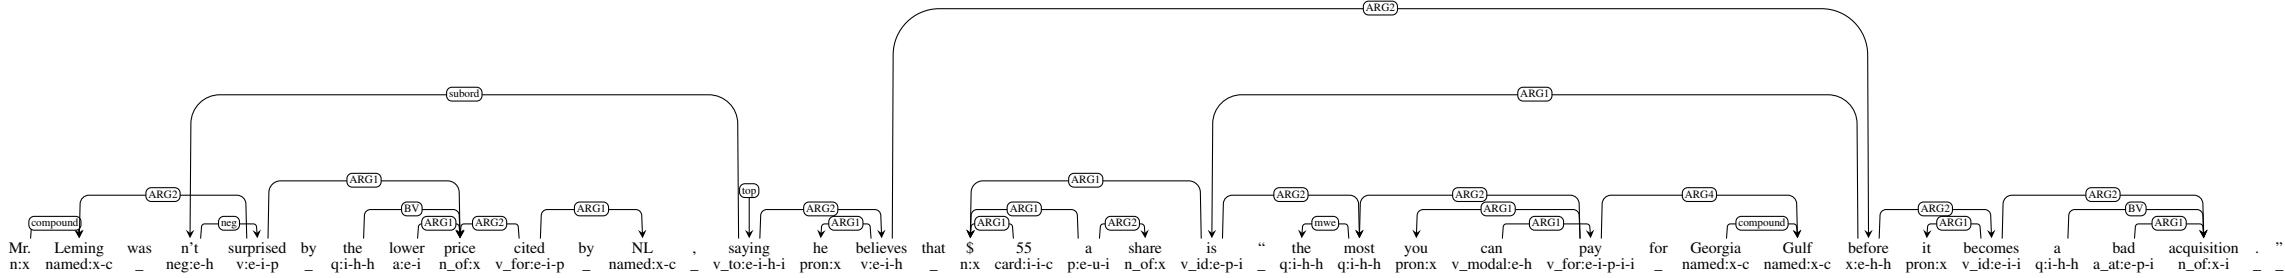 ARG2
subord ARG1
ARG1 top ARG1
ARG2 ARG2 ARG2 ARG4 ARG2
BV ARG1 ARG2 ARG1 ARG1 ARG2 BV
compound neg ARG1 ARG2 ARG1 ARG1 ARG2 mwe ARG1 compound ARG1 ARG1
Mr. Leming was n't surprised by the lower price cited by NL , saying he believes that $ 55 a share is “ the most you can pay for Georgia Gulf before it becomes a bad acquisition . ”
n:x named:x-c _ neg:e-h v:e-i-p _ q:i-h-h a:e-i n_of:x v_for:e-i-p _ named:x-c _ v_to:e-i-h-i pron:x v:e-i-h _ n:x card:i-i-c p:e-u-i n_of:x v_id:e-p-i _ q:i-h-h q:i-h-h pron:x v_modal:e-h v_for:e-i-p-i-i _ named:x-c named:x-c x:e-h-h pron:x v_id:e-i-i q:i-h-h a_at:e-p-i n_of:x-i _ _